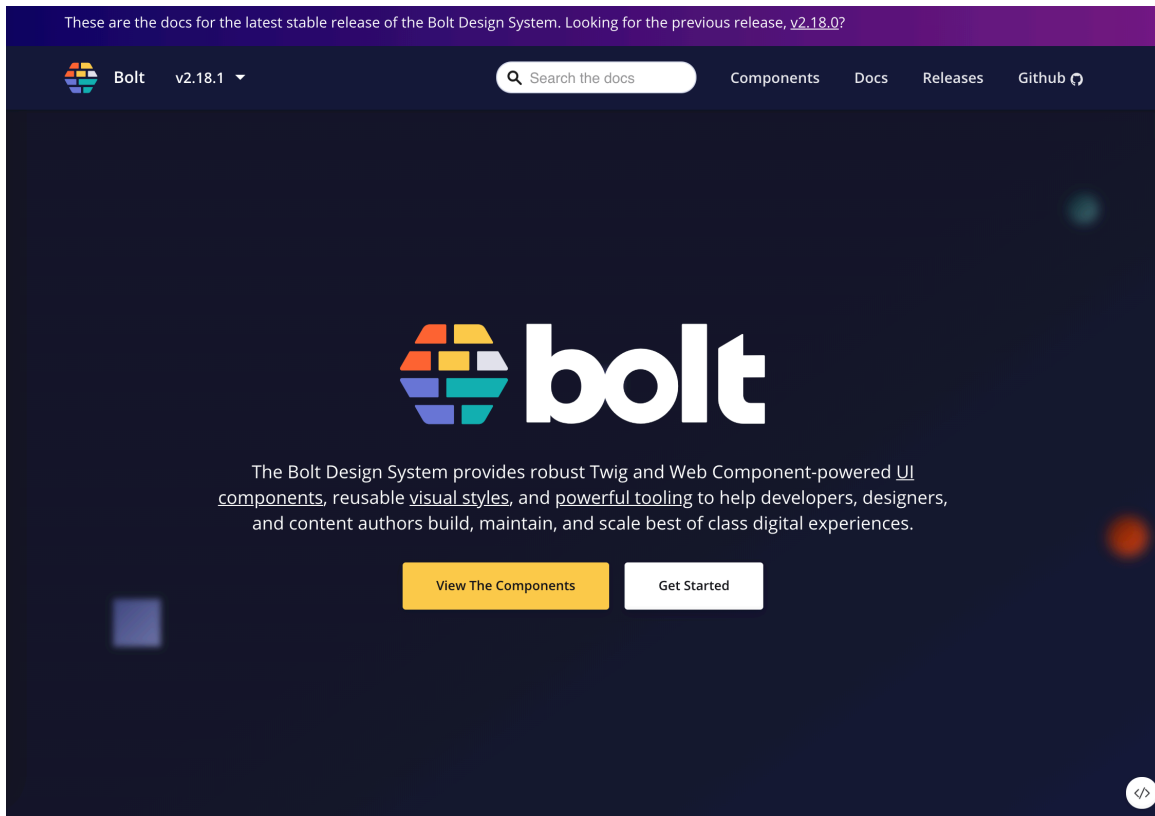 These are the docs for the latest stable release of the Bolt Design System. Looking for the previous release, v2.18.0?
Bolt v2.18.1 Search the docs Components Docs Releases Github
bolt
The Bolt Design System provides robust Twig and Web Component-powered UI
components, reusable visual styles, and powerful tooling to help developers, designers,
and content authors build, maintain, and scale best of class digital experiences.
View The Components Get Started